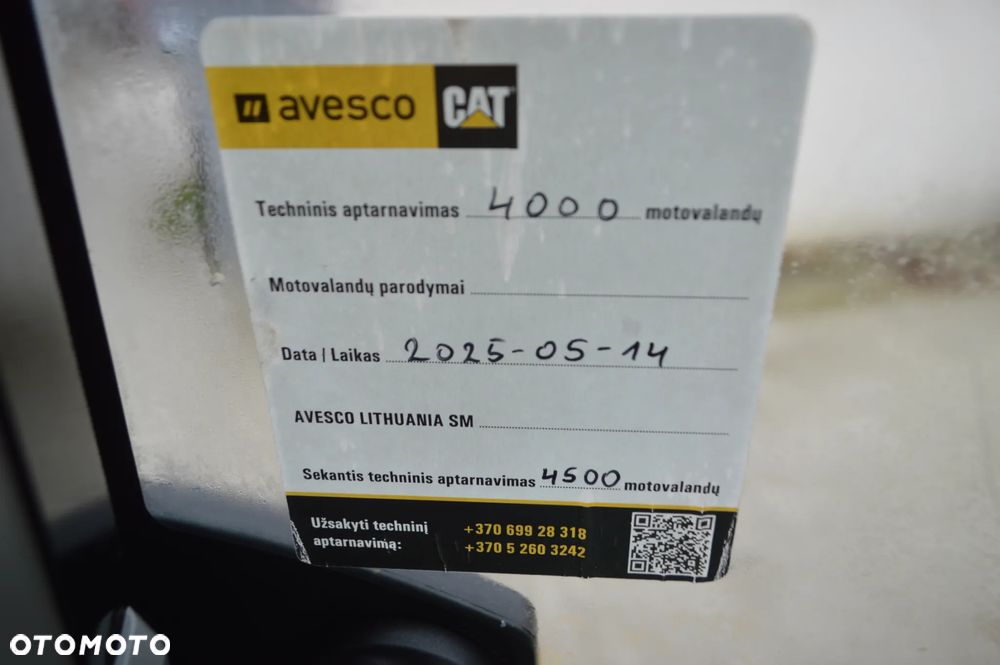 avesco CAT
Techninis aptarnavimas 4000 motovalandų
Motovalandų parodymai
Data / Laikas 2025-05-14
AVESCO LITHUANIA SM
Sekantis techninis aptarnavimas 4500 motovalandų
Užsakyti techninį aptarnavimą:
+370 699 28 318
+370 5 260 3242
OTOMOTO